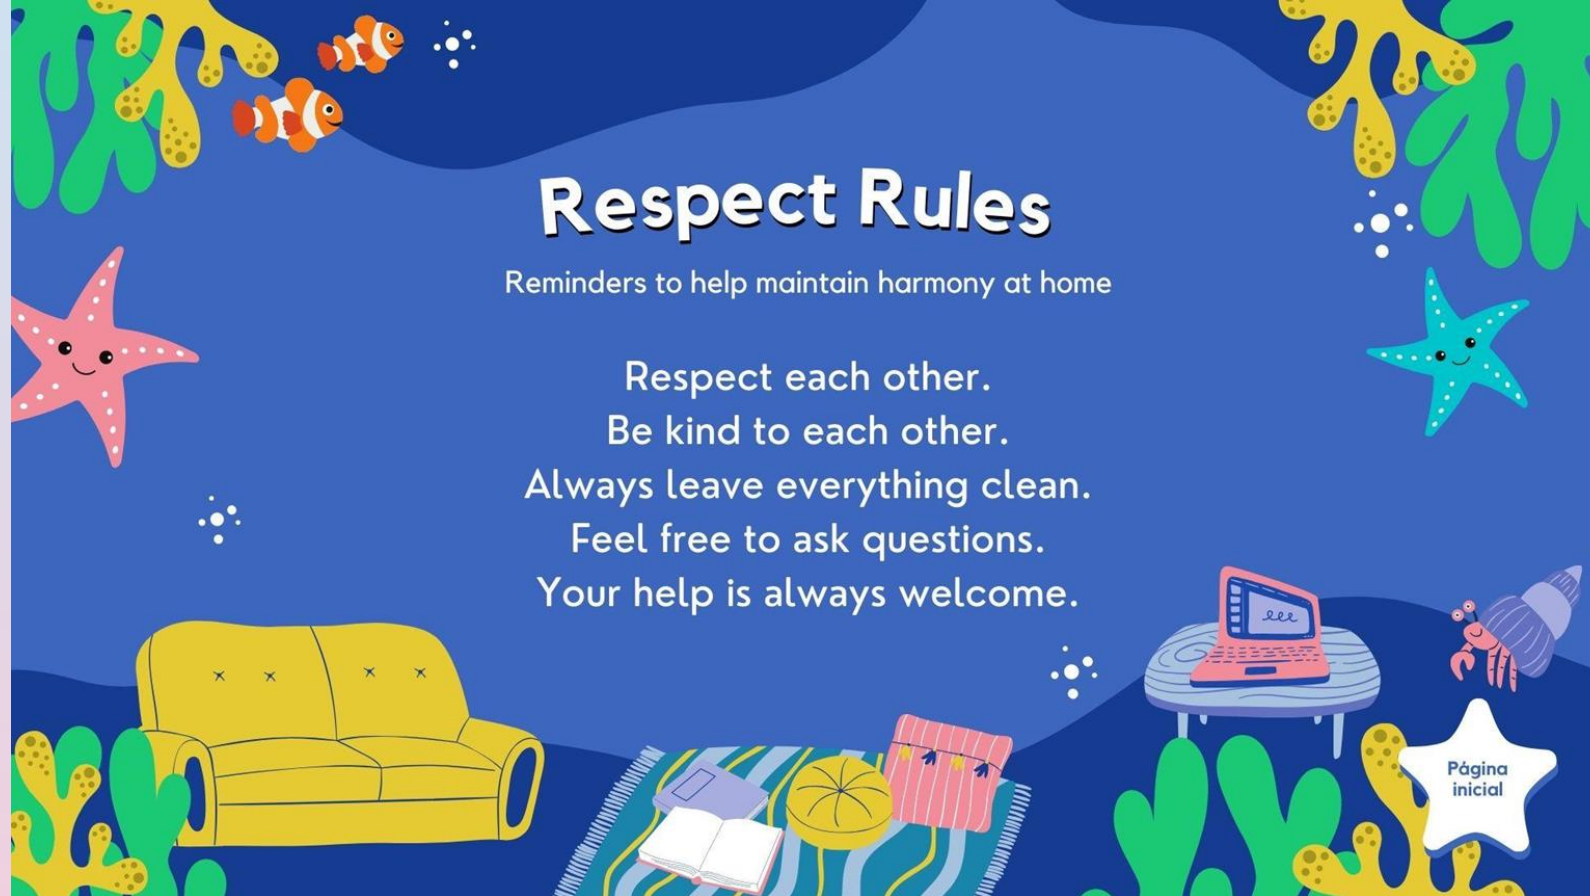 Respect Rules
Reminders to help maintain harmony at home
Respect each other.
Be kind to each other.
Always leave everything clean.
Feel free to ask questions.
Your help is always welcome.
Página
inicial